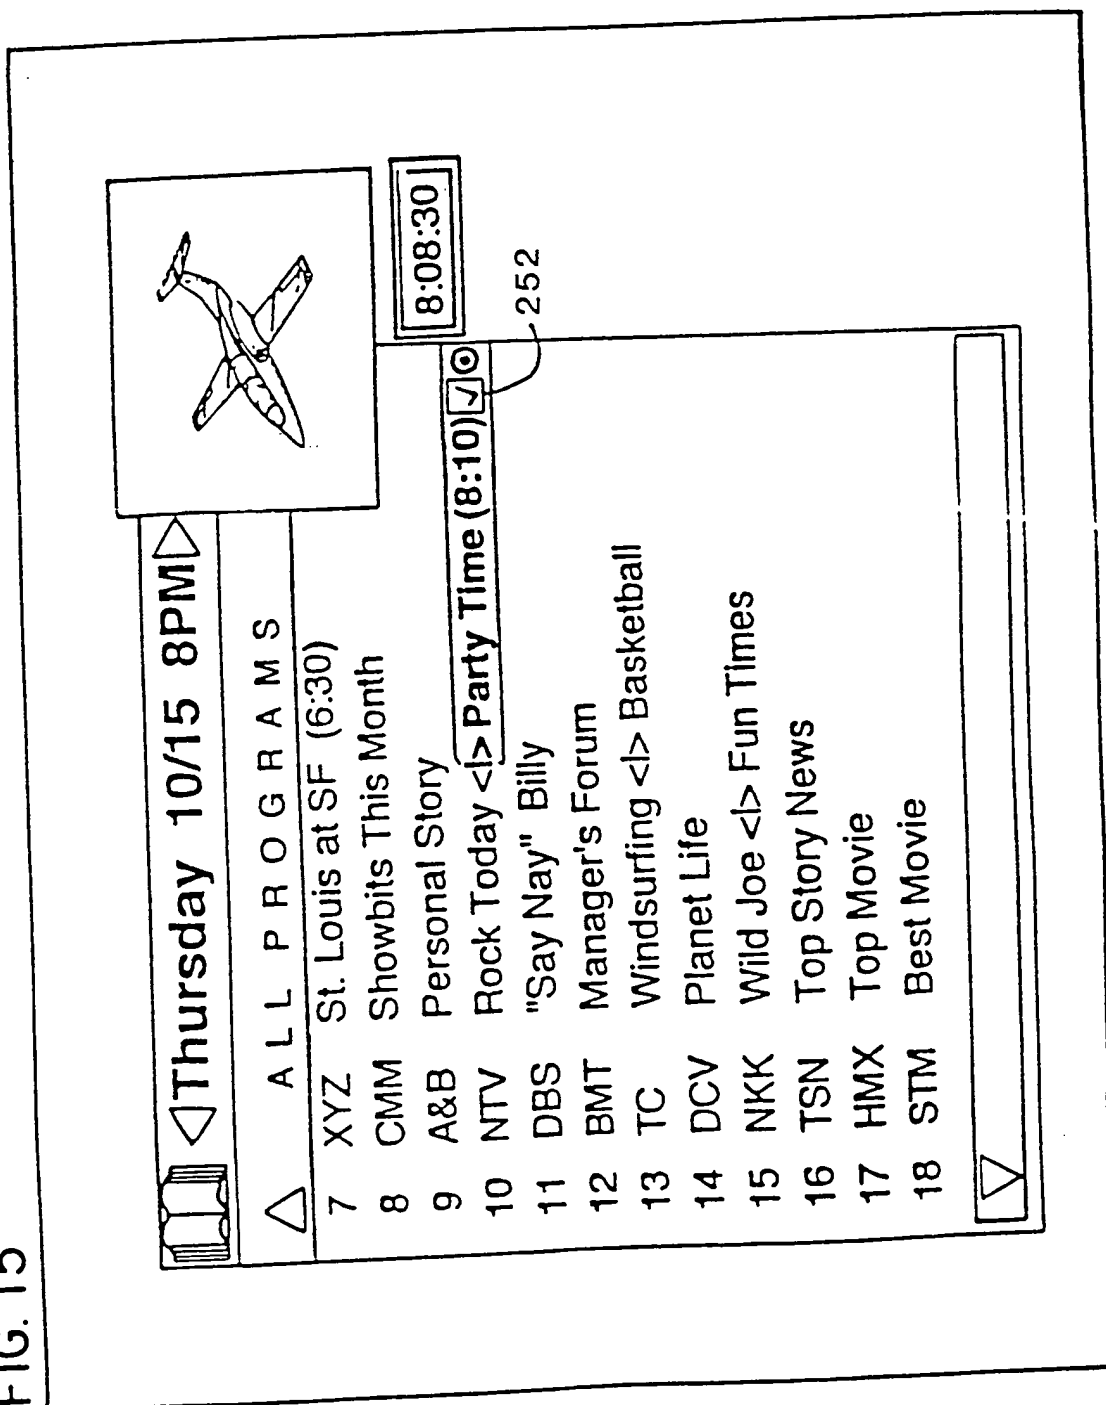 FIG. 15
Thursday 10/15 8PM
ALL PROGRAMS
8:08:30
7 XYZ St. Louis at SF (6:30)
8 CMM Showbits This Month
9 A&B Personal Story
10 NTV Rock Today <I> Party Time (8:10)
252
11 DBS "Say Nay" Billy
12 BMT Manager's Forum
13 TC Windsurfing <I> Basketball
14 DCV Planet Life
15 NKK Wild Joe <I> Fun Times
16 TSN Top Story News
17 HMX Top Movie
18 STM Best Movie